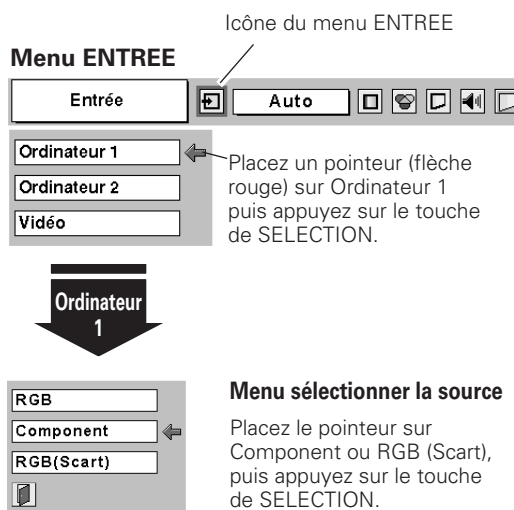 Icône du menu ENTREE
Menu ENTREE
Entrée
Auto
Ordinateur 1
Ordinateur 2
Vidéo
Placez un pointeur (flèche
rouge) sur Ordinateur 1
puis appuyez sur le touche
de SELECTION.
Ordinateur
1
RGB
Component
RGB(Scart)
Menu sélectionner la source
Placez le pointeur sur
Component ou RGB (Scart),
puis appuyez sur le touche
de SELECTION.